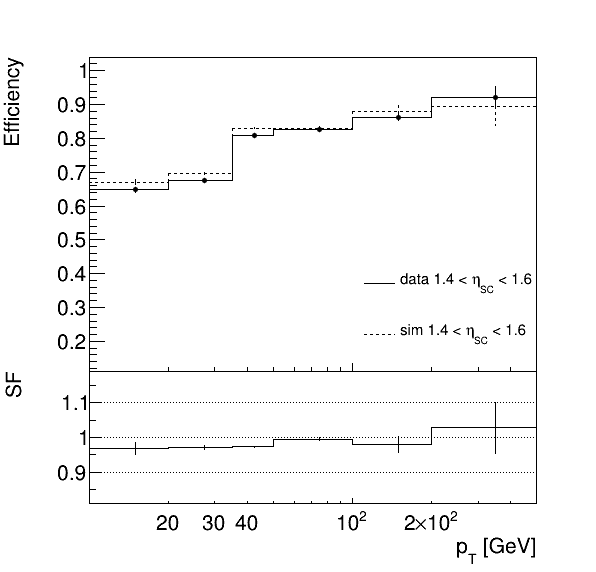 Efficiency
1
0.9
0.8
0.7
0.6
0.5
0.4
0.3
0.2
data 1.4 < η_SC < 1.6
sim 1.4 < η_SC < 1.6
SF
1.1
1
0.9
20 30 40 10² 2×10²
p_T [GeV]